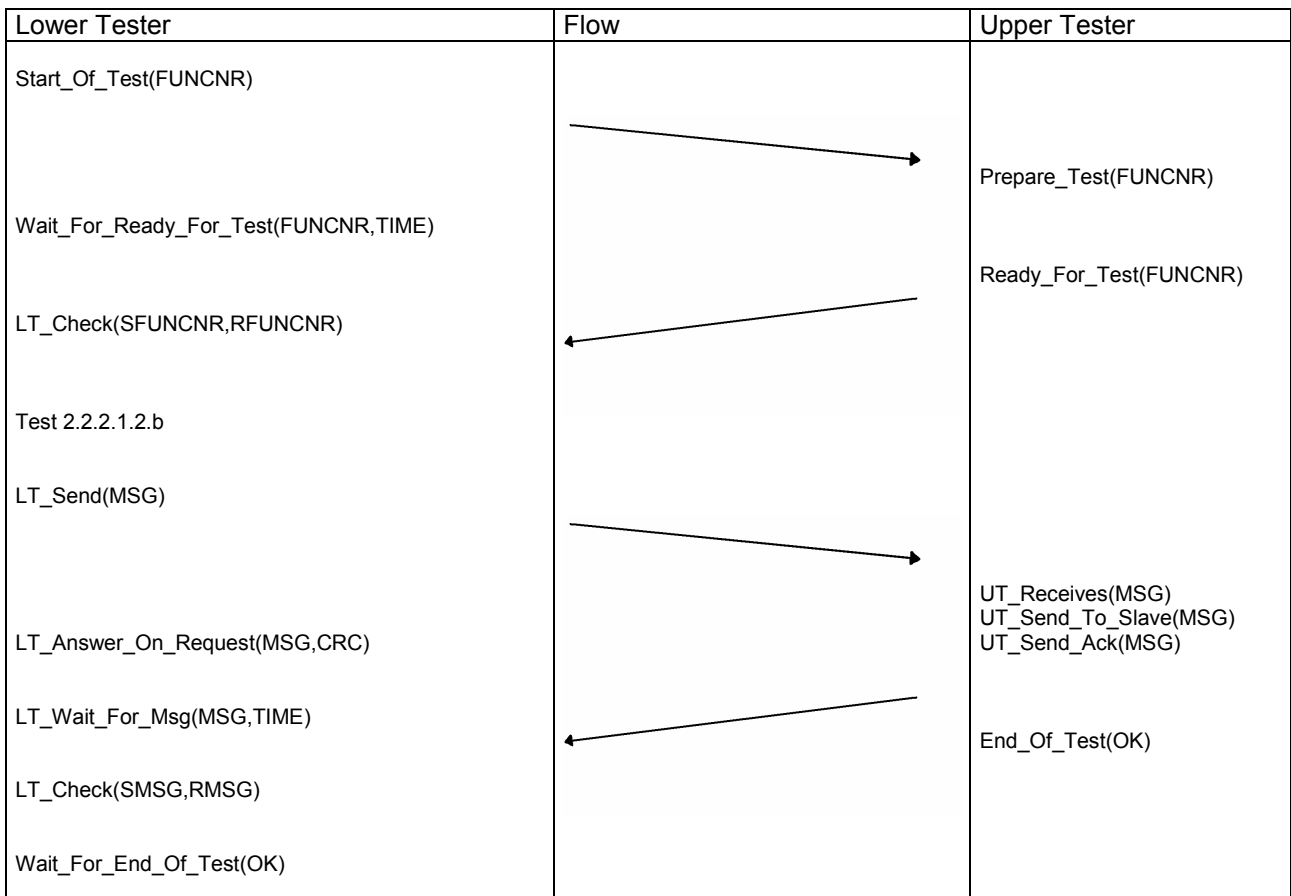 Lower Tester
Flow
Upper Tester
Start_Of_Test(FUNCNR)
Prepare_Test(FUNCNR)
Wait_For_Ready_For_Test(FUNCNR,TIME)
Ready_For_Test(FUNCNR)
LT_Check(SFUNCNR,RFUNCNR)
Test 2.2.2.1.2.b
LT_Send(MSG)
UT_Receives(MSG)
UT_Send_To_Slave(MSG)
LT_Answer_On_Request(MSG,CRC)
UT_Send_Ack(MSG)
LT_Wait_For_Msg(MSG,TIME)
End_Of_Test(OK)
LT_Check(SMSG,RMSG)
Wait_For_End_Of_Test(OK)